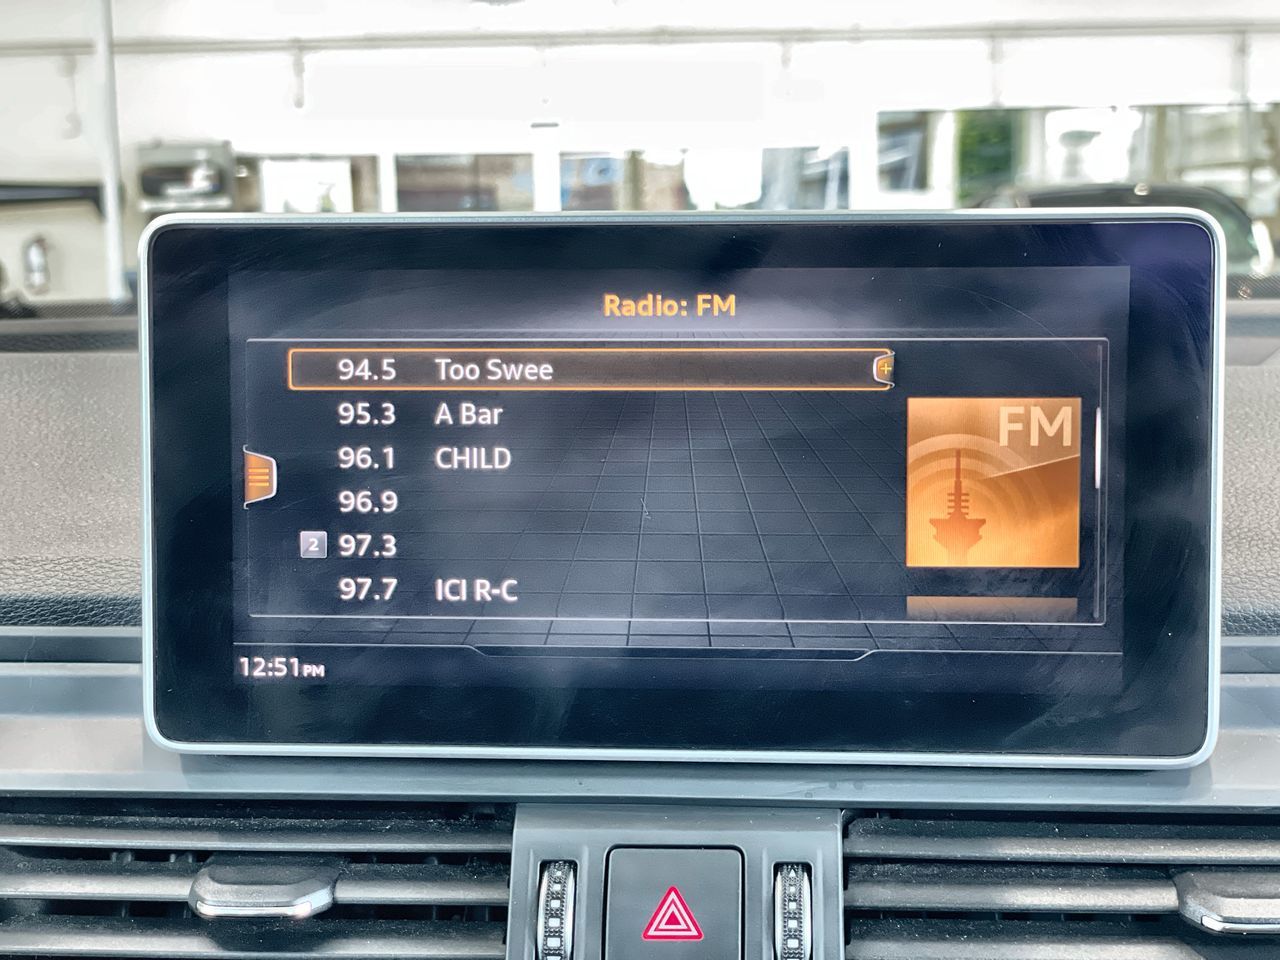 Radio: FM
94.5 Too Swee
95.3 A Bar
96.1 CHILD
96.9
2 97.3
97.7 ICI R-C
FM
12:51PM